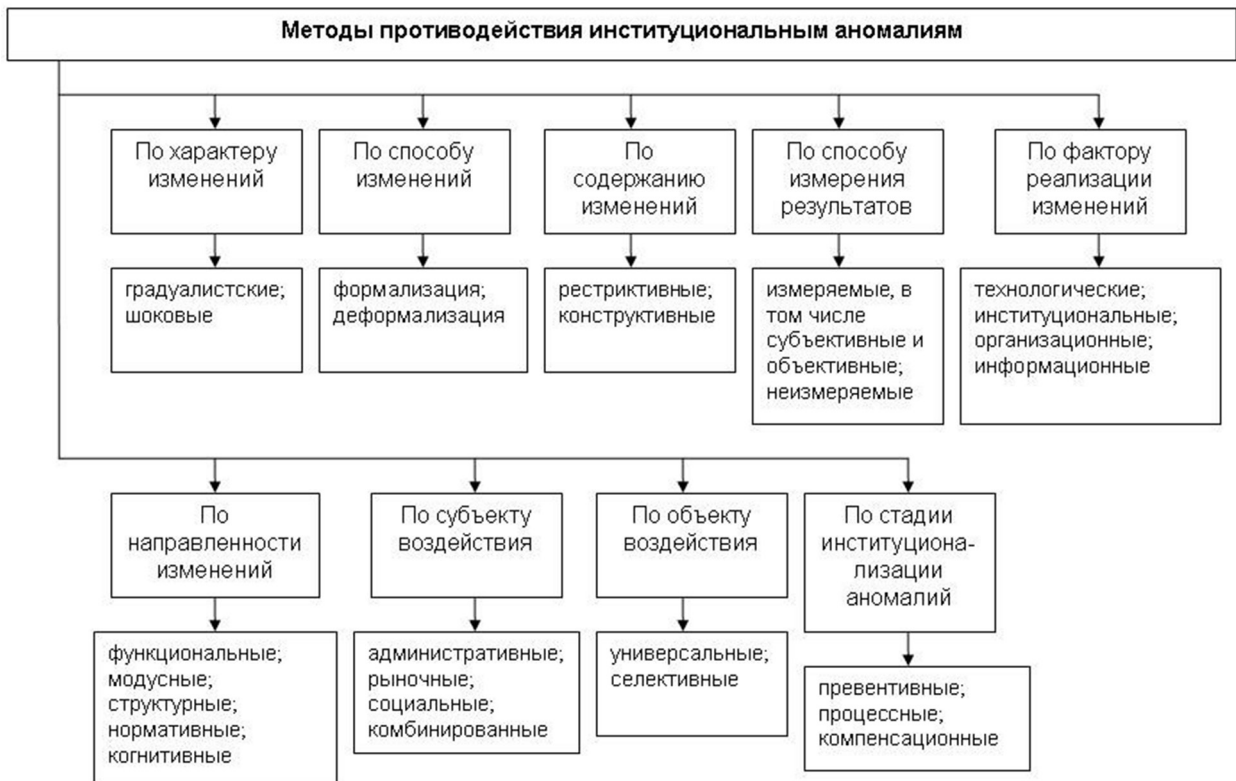 Методы противодействия институциональным аномалиям
По характеру
изменений
По способу
изменений
По
содержанию
изменений
По способу
измерения
результатов
По фактору
реализации
изменений
градуалистские;
шоковые
формализация;
деформализация
рестриктивные;
конструктивные
измеряемые, в
том числе
субъективные и
объективные;
неизмеряемые
технологические;
институциональные;
организационные;
информационные
По
направленности
изменений
По субъекту
воздействия
По объекту
воздействия
По стадии
институциона-
лизации
аномалий
функциональные;
модусные;
структурные;
нормативные;
когнитивные
административные;
рыночные;
социальные;
комбинированные
универсальные;
селективные
превентивные;
процессные;
компенсационные